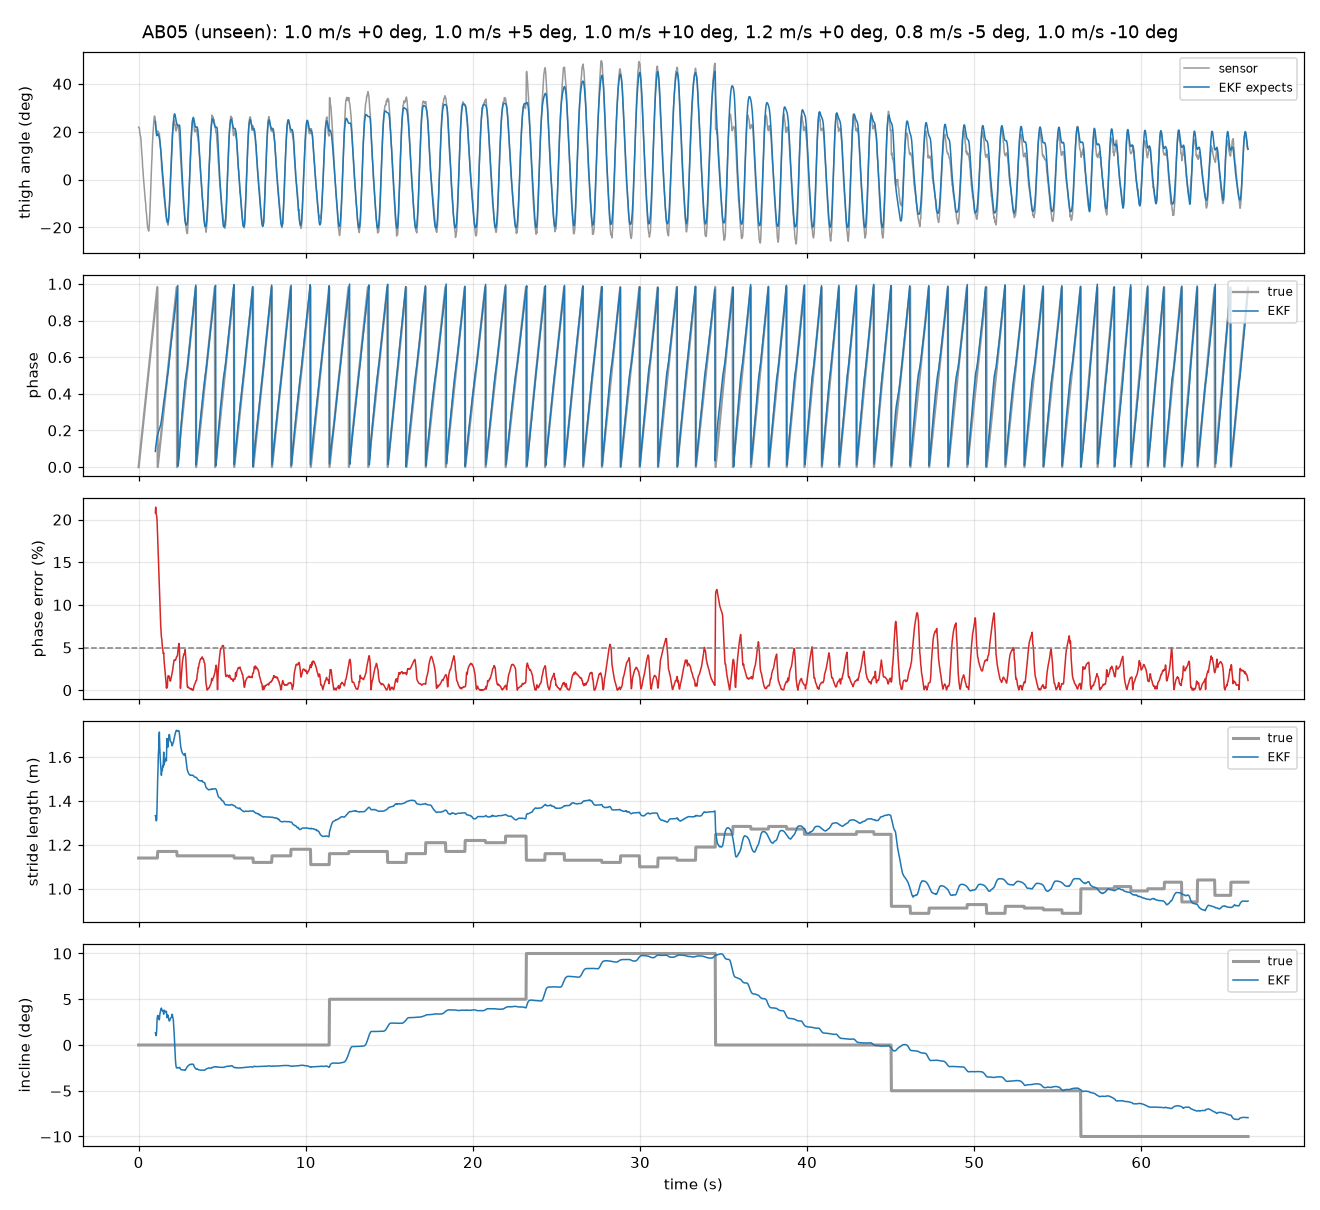 AB05 (unseen): 1.0 m/s +0 deg, 1.0 m/s +5 deg, 1.0 m/s +10 deg, 1.2 m/s +0 deg, 0.8 m/s -5 deg, 1.0 m/s -10 deg
thigh angle (deg)
40
20
0
−20
sensor
EKF expects
phase
1.0
0.8
0.6
0.4
0.2
0.0
true
EKF
phase error (%)
20
15
10
5
0
stride length (m)
1.6
1.4
1.2
1.0
true
EKF
incline (deg)
10
5
0
−5
−10
true
EKF
0 10 20 30 40 50 60
time (s)